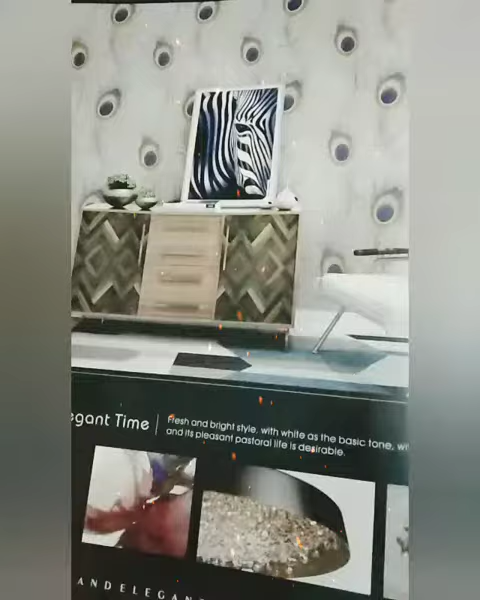 egant Time
Flesh and bright style, with white as the basic tone, wi
and its pleasant pastoral life is desirable.
ANDELEGAN